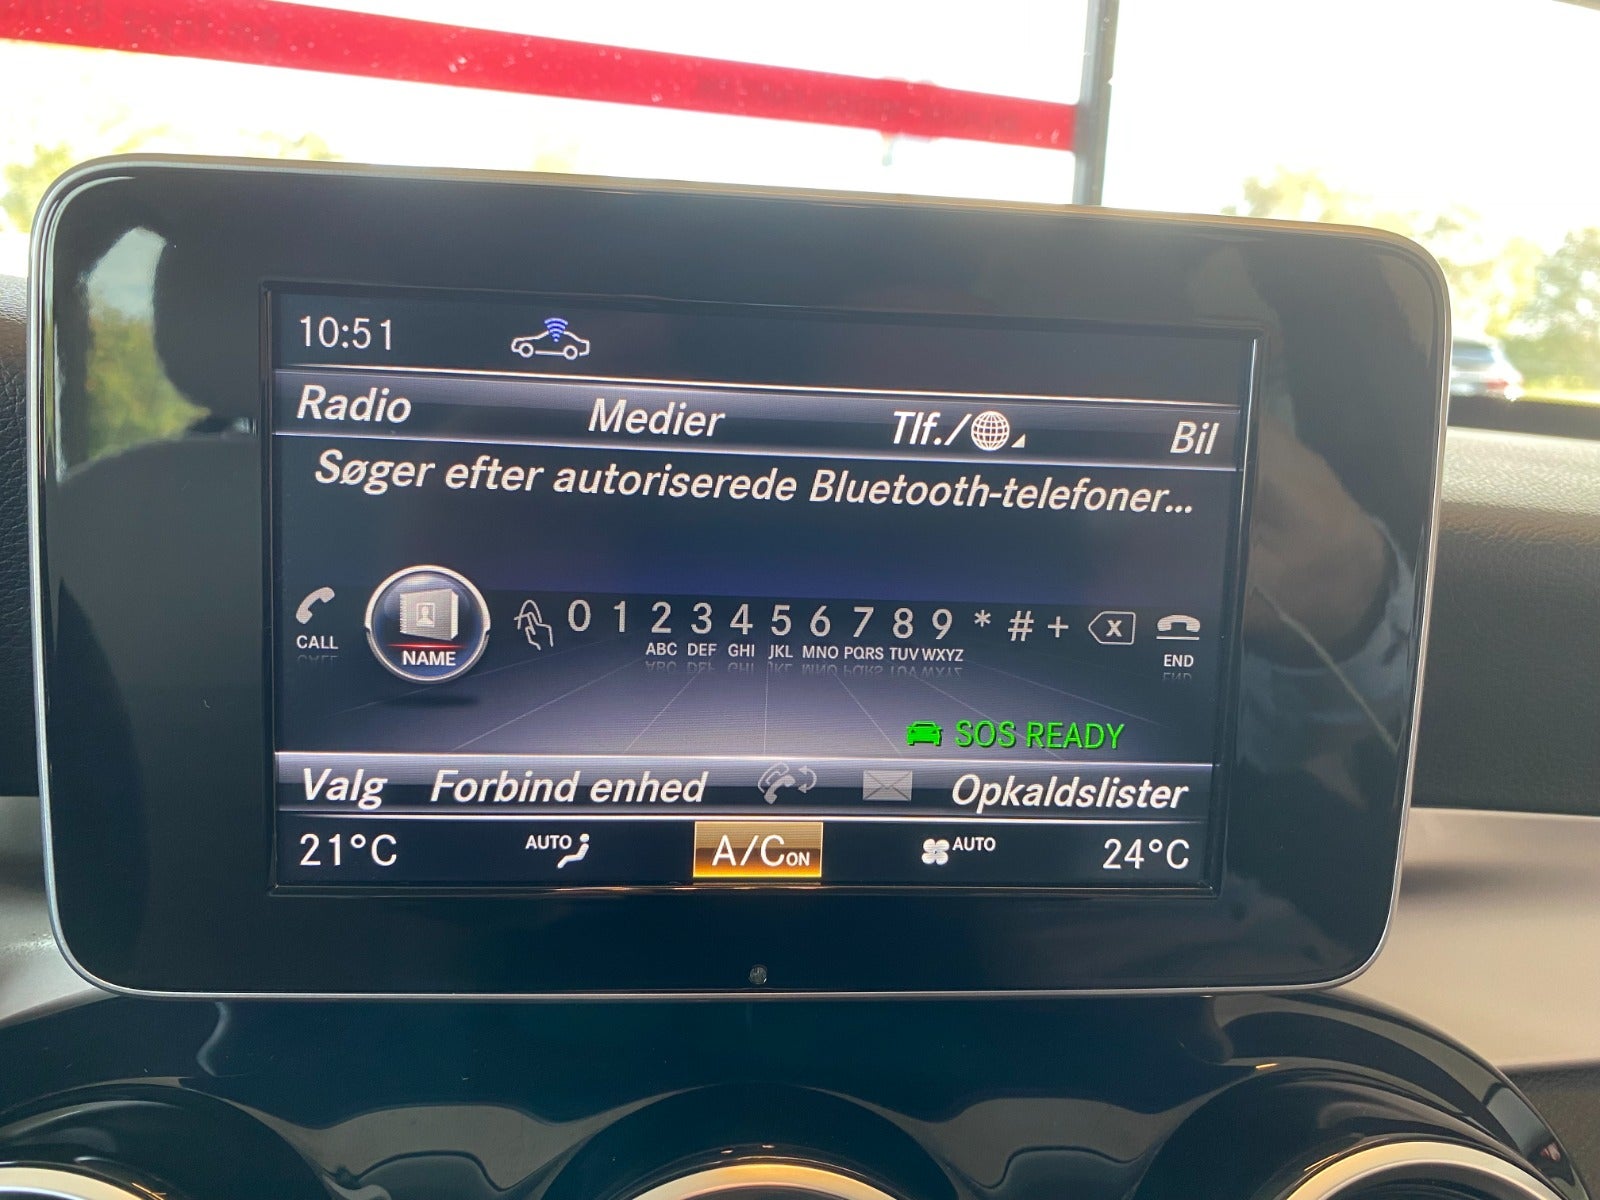 10:51
Radio Medier Tlf./ Bil
Søger efter autoriserede Bluetooth-telefoner...
CALL NAME 0 1 2 3 4 5 6 7 8 9 * # + X END
ABC DEF GHI JKL MNO PQRS TUV WXYZ
SOS READY
Valg Forbind enhed Opkaldslister
21°C AUTO A/C ON AUTO 24°C